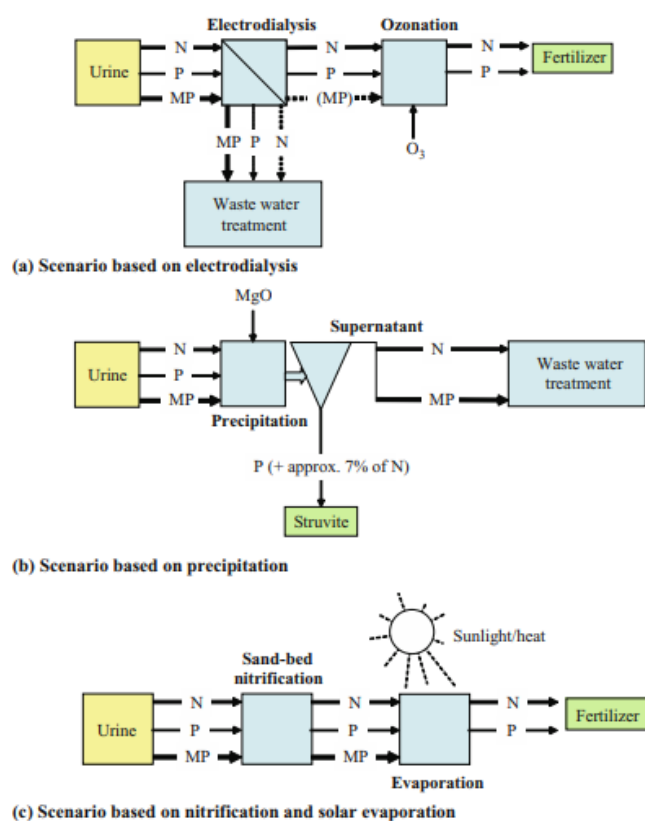 Electrodialysis Ozonation
Urine N P MP N P (MP) N P Fertilizer
MP P N O3
Waste water
treatment
(a) Scenario based on electrodialysis
MgO
Supernatant
Urine N P MP N MP Waste water
treatment
Precipitation
P (+ approx. 7% of N)
Struvite
(b) Scenario based on precipitation
Sunlight/heat
Sand-bed
nitrification
Urine N P MP N P MP N P Fertilizer
Evaporation
(c) Scenario based on nitrification and solar evaporation